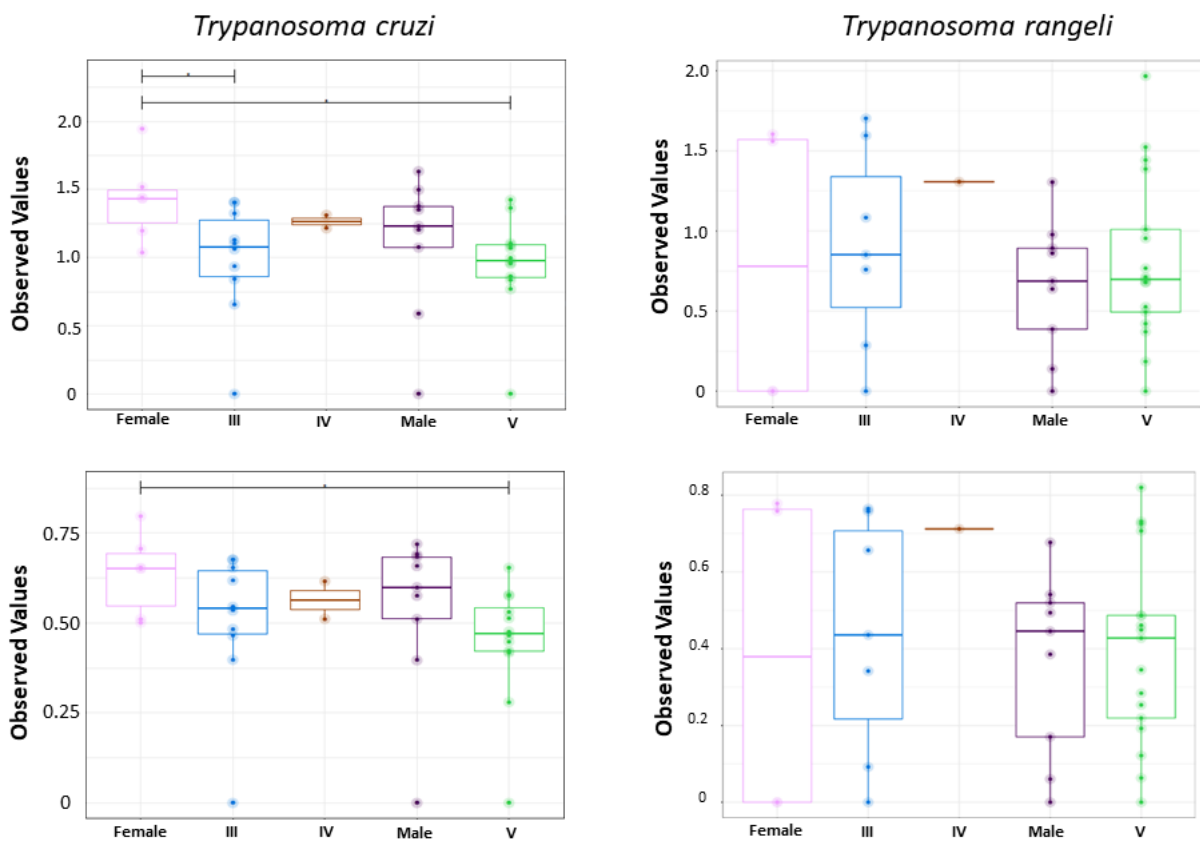 Trypanosoma cruzi
Observed Values
2.0
1.5
1.0
0.5
0
Female III IV Male V
Trypanosoma rangeli
Observed Values
2.0
1.5
1.0
0.5
0
Female III IV Male V
Observed Values
0.75
0.50
0.25
0
Female III IV Male V
Observed Values
0.8
0.6
0.4
0.2
0
Female III IV Male V